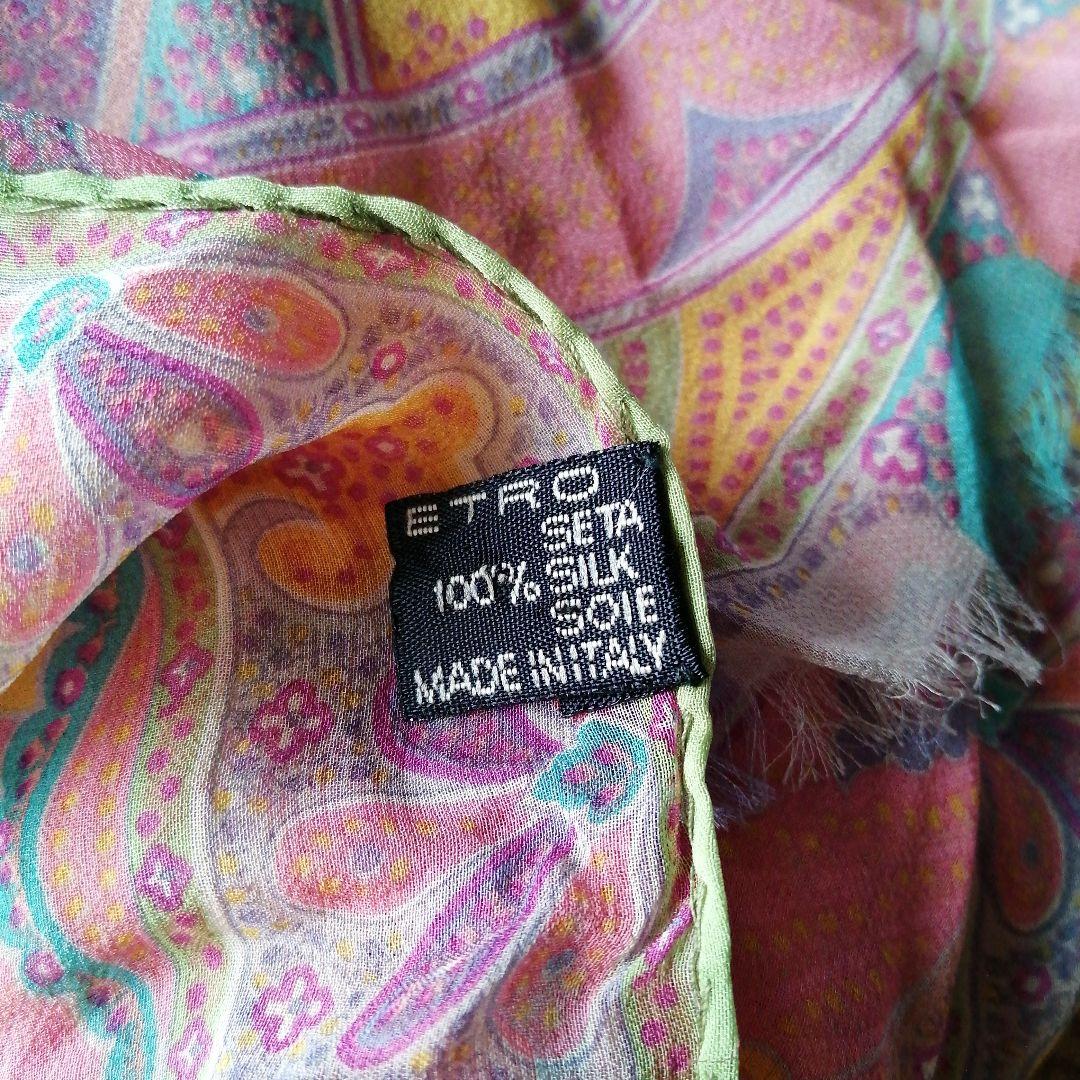 ETRO
SETA
100% SILK
SOIE
MADE IN ITALY